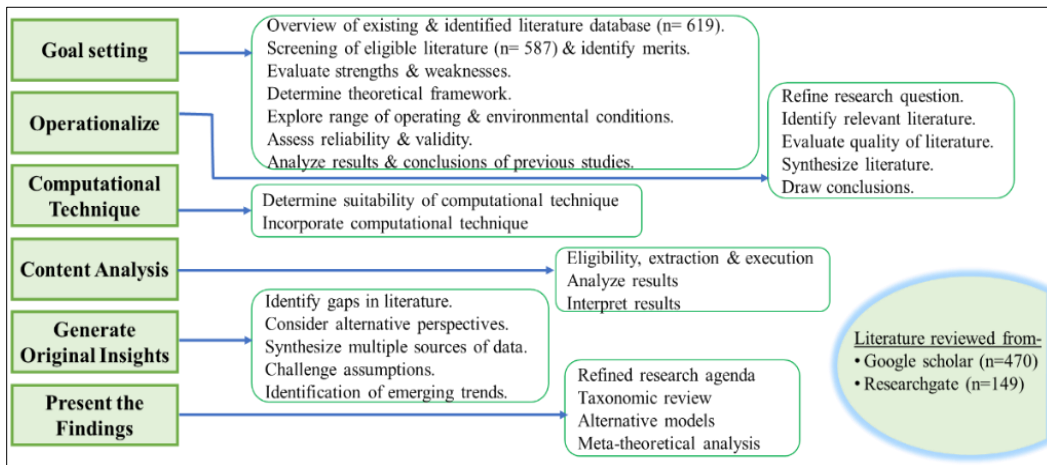 Goal setting
Overview of existing & identified literature database (n= 619).
Screening of eligible literature (n= 587) & identify merits.
Evaluate strengths & weaknesses.
Determine theoretical framework.
Explore range of operating & environmental conditions.
Assess reliability & validity.
Analyze results & conclusions of previous studies.
Operationalize
Refine research question.
Identify relevant literature.
Evaluate quality of literature.
Synthesize literature.
Draw conclusions.
Computational
Technique
Determine suitability of computational technique
Incorporate computational technique
Content Analysis
Eligibility, extraction & execution
Analyze results
Interpret results
Generate
Original Insights
Identify gaps in literature.
Consider alternative perspectives.
Synthesize multiple sources of data.
Challenge assumptions.
Identification of emerging trends.
Present the
Findings
Refined research agenda
Taxonomic review
Alternative models
Meta-theoretical analysis
Literature reviewed from-
• Google scholar (n=470)
• Researchgate (n=149)